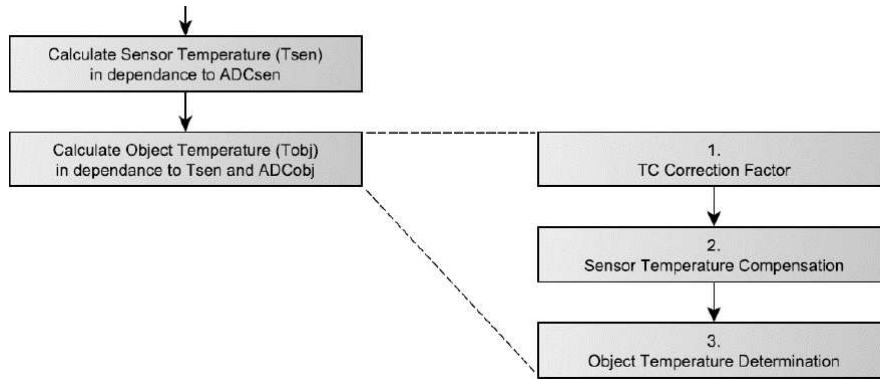 Calculate Sensor Temperature (Tsen)
in dependance to ADCsen
Calculate Object Temperature (Tobj)
in dependance to Tsen and ADCobj
1.
TC Correction Factor
2.
Sensor Temperature Compensation
3.
Object Temperature Determination